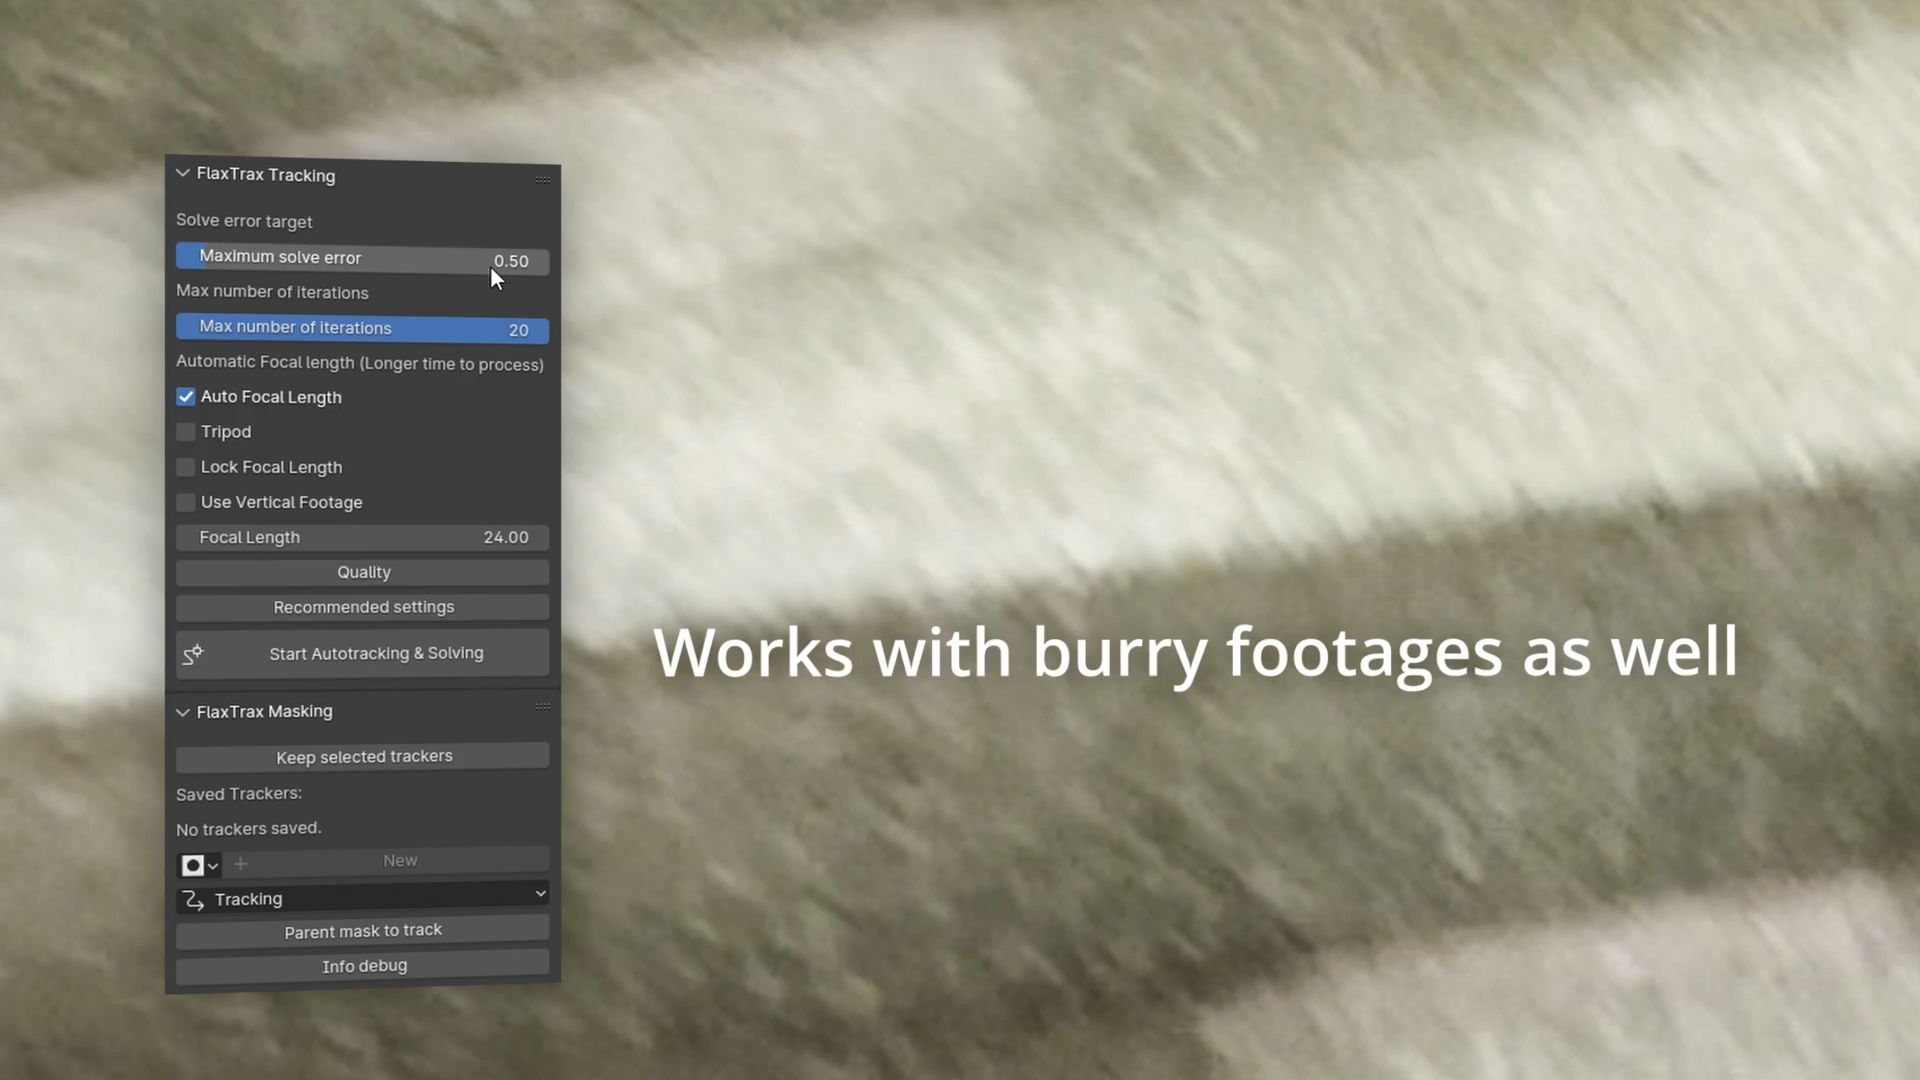 FlaxTrax Tracking
Solve error target
Maximum solve error 0.50
Max number of iterations
Max number of iterations 20
Automatic Focal length (Longer time to process)
Auto Focal Length
Tripod
Lock Focal Length
Use Vertical Footage
Focal Length 24.00
Quality
Recommended settings
Start Autotracking & Solving
Works with burry footages as well
FlaxTrax Masking
Keep selected trackers
Saved Trackers:
No trackers saved.
New
Tracking
Parent mask to track
Info debug